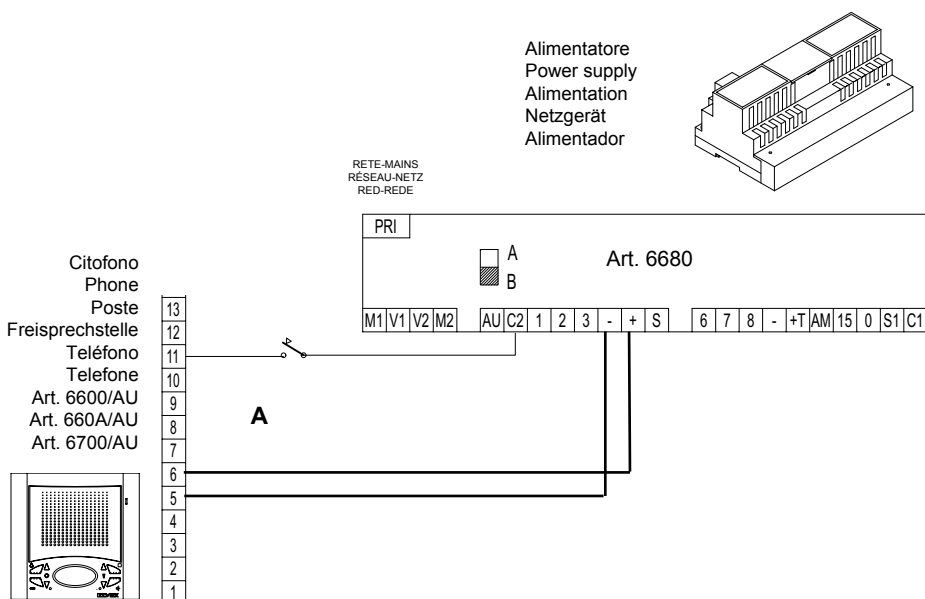 Alimentatore
Power supply
Alimentation
Netzgerät
Alimentador
RETE-MAINS
RÉSEAU-NETZ
RED-REDE
PRI
A
B
Art. 6680
M1 V1 V2 M2 AU C2 1 2 3 - + S 6 7 8 - +T AM 15 0 S1 C1
Citofono
Phone
Poste
Freisprechstelle
Teléfono
Telefone
Art. 6600/AU
Art. 660A/AU
Art. 6700/AU
13
12
11
10
9
8
7
6
5
4
3
2
1
A